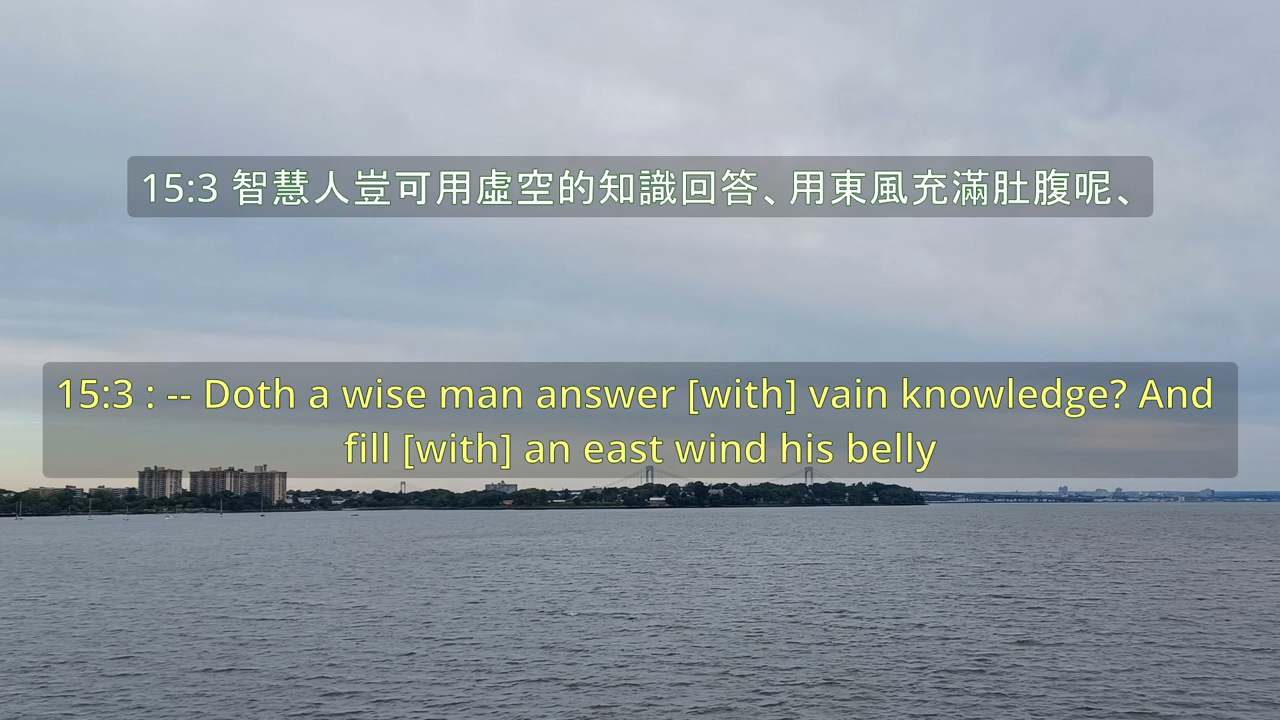 15:3 智慧人豈可用虛空的知識回答、用東風充滿肚腹呢、
15:3 : -- Doth a wise man answer [with] vain knowledge? And
fill [with] an east wind his belly